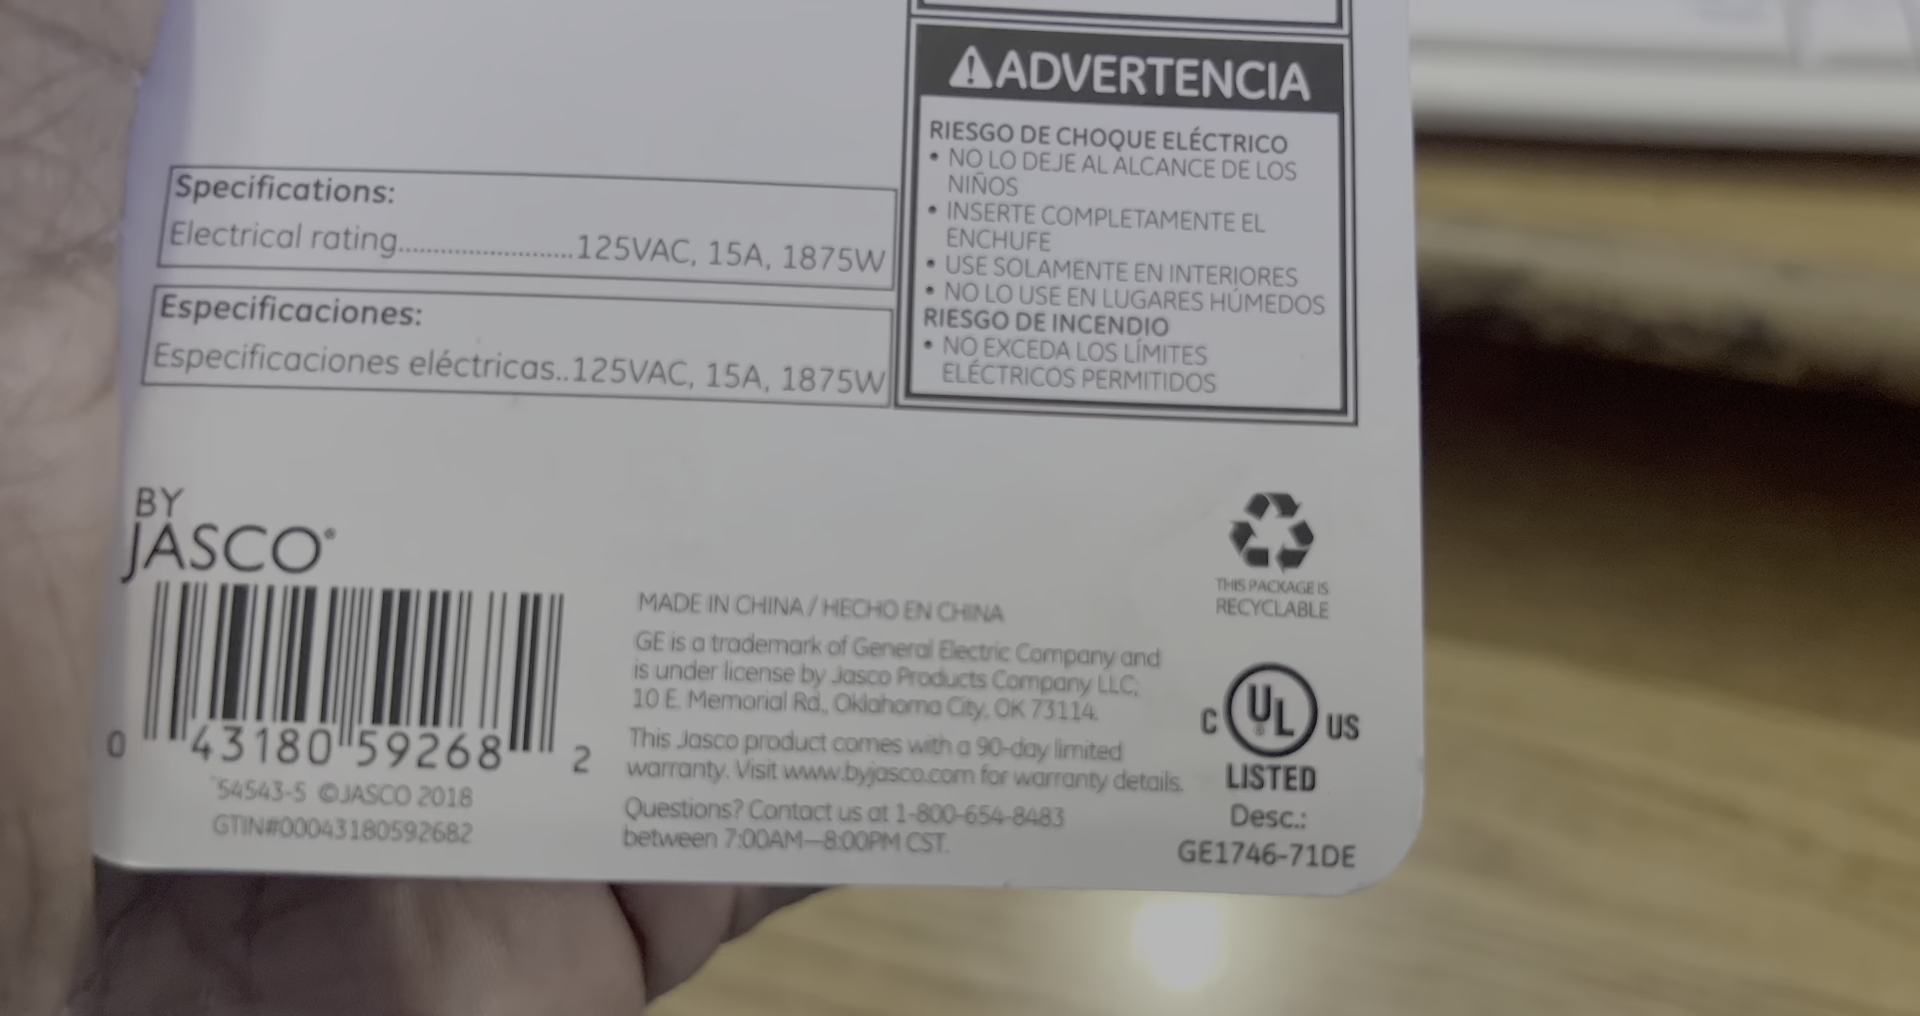 Specifications:
Electrical rating........................125VAC, 15A, 1875W
Especificaciones:
Especificaciones eléctricas..125VAC, 15A, 1875W
ADVERTENCIA
RIESGO DE CHOQUE ELÉCTRICO
• NO LO DEJE AL ALCANCE DE LOS
NIÑOS
• INSERTE COMPLETAMENTE EL
ENCHUFE
• USE SOLAMENTE EN INTERIORES
• NO LO USE EN LUGARES HÚMEDOS
RIESGO DE INCENDIO
• NO EXCEDA LOS LÍMITES
ELÉCTRICOS PERMITIDOS
BY
JASCO®
0 43180 59268 2
54543-5 ©JASCO 2018
GTIN#00043180592682
MADE IN CHINA / HECHO EN CHINA
GE is a trademark of General Electric Company and
is under license by Jasco Products Company LLC,
10 E. Memorial Rd., Oklahoma City, OK 73114.
This Jasco product comes with a 90-day limited
warranty. Visit www.byjasco.com for warranty details.
Questions? Contact us at 1-800-654-8483
between 7:00AM—8:00PM CST.
THIS PACKAGE IS
RECYCLABLE
C UL® US
LISTED
Desc.:
GE1746-71DE